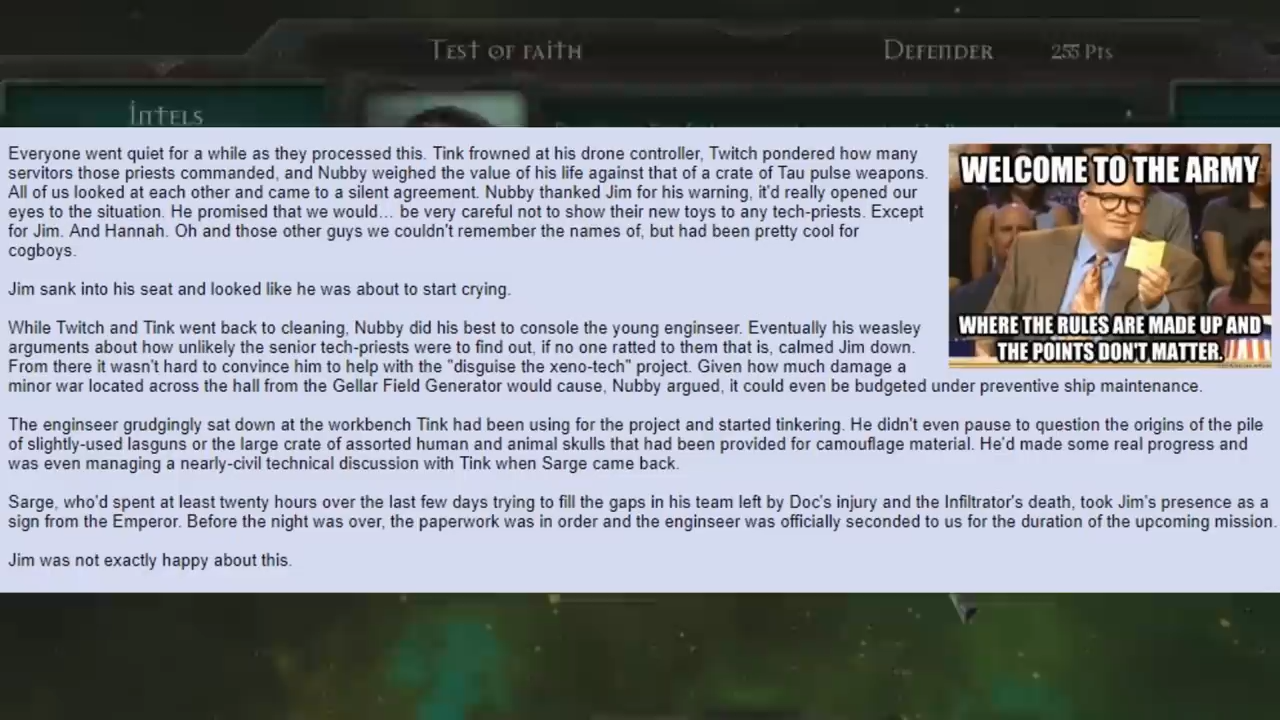 TEST OF FAITH
DEFENDER
255 PTS
INTELS
Everyone went quiet for a while as they processed this. Tink frowned at his drone controller, Twitch pondered how many
servitors those priests commanded, and Nubby weighed the value of his life against that of a crate of Tau pulse weapons.
All of us looked at each other and came to a silent agreement. Nubby thanked Jim for his warning, it'd really opened our
eyes to the situation. He promised that we would... be very careful not to show their new toys to any tech-priests. Except
for Jim. And Hannah. Oh and those other guys we couldn't remember the names of, but had been pretty cool for
cogboys.
Jim sank into his seat and looked like he was about to start crying.
While Twitch and Tink went back to cleaning, Nubby did his best to console the young enginseer. Eventually his weasley
arguments about how unlikely the senior tech-priests were to find out, if no one ratted to them that is, calmed Jim down.
From there it wasn't hard to convince him to help with the "disguise the xeno-tech" project. Given how much damage a
minor war located across the hall from the Gellar Field Generator would cause, Nubby argued, it could even be budgeted under preventive ship maintenance.
The enginseer grudgingly sat down at the workbench Tink had been using for the project and started tinkering. He didn't even pause to question the origins of the pile
of slightly-used lasguns or the large crate of assorted human and animal skulls that had been provided for camouflage material. He'd made some real progress and
was even managing a nearly-civil technical discussion with Tink when Sarge came back.
Sarge, who'd spent at least twenty hours over the last few days trying to fill the gaps in his team left by Doc's injury and the Infiltrator's death, took Jim's presence as a
sign from the Emperor. Before the night was over, the paperwork was in order and the enginseer was officially seconded to us for the duration of the upcoming mission.
Jim was not exactly happy about this.
WELCOME TO THE ARMY
WHERE THE RULES ARE MADE UP AND
THE POINTS DON'T MATTER.